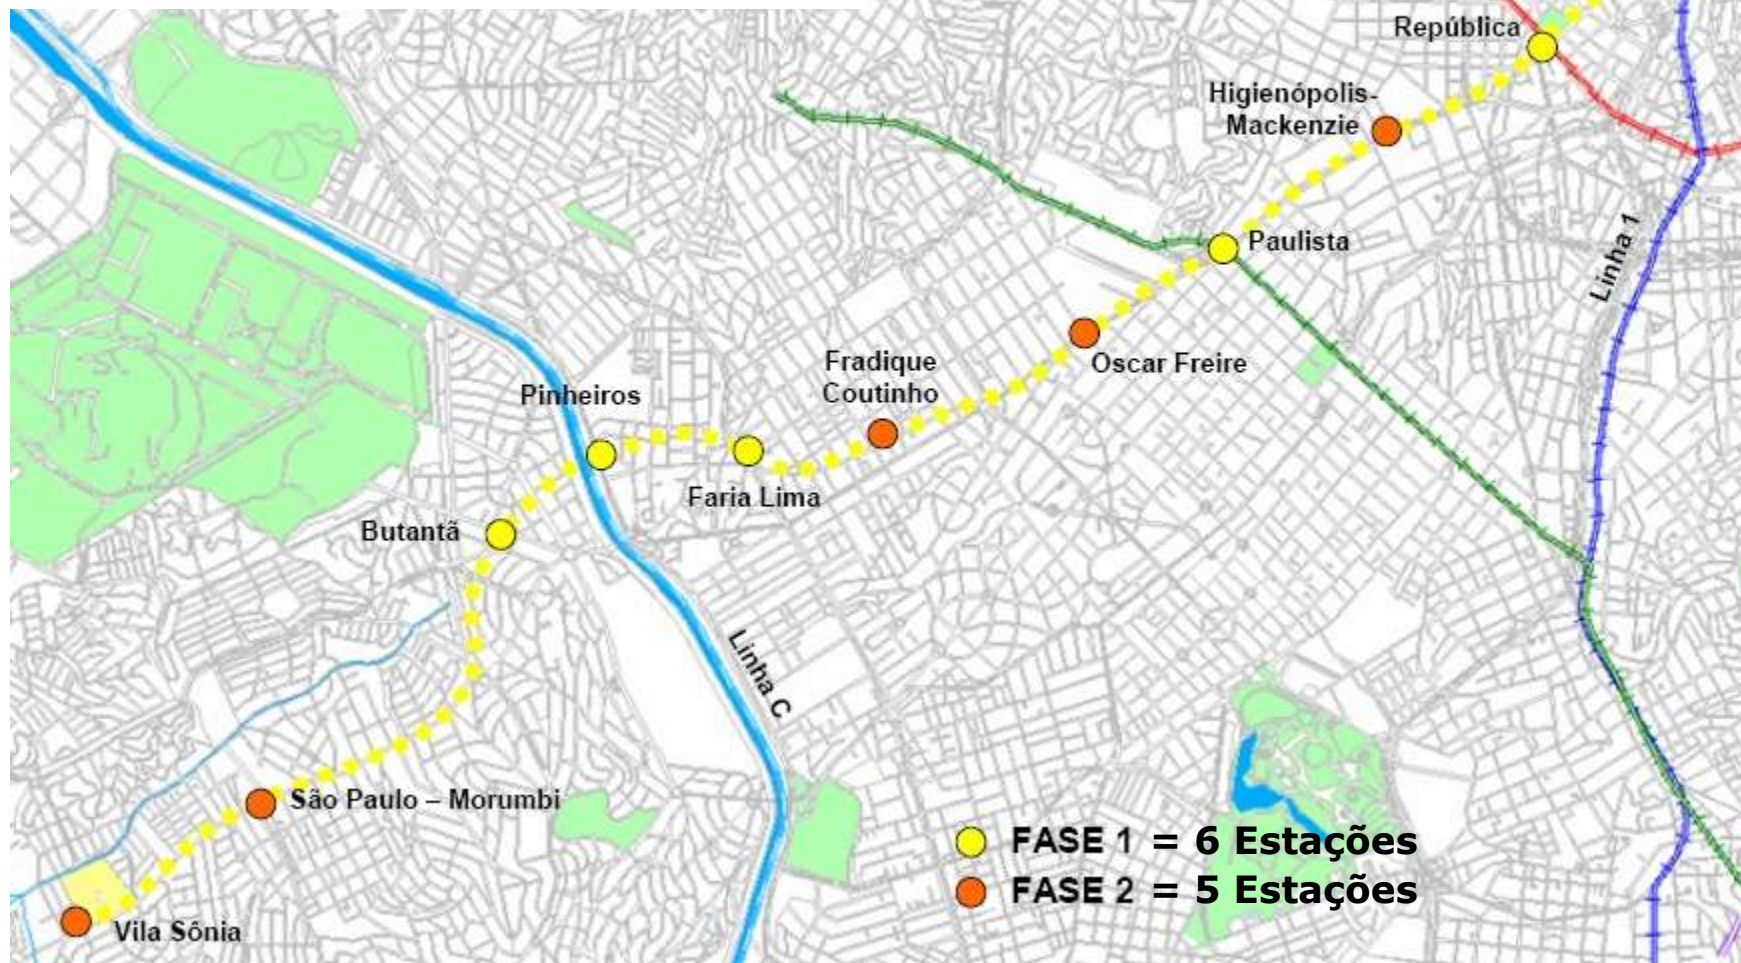 República
Higienópolis-
Mackenzie
Paulista
Linha 1
Oscar Freire
Fradique
Coutinho
Pinheiros
Faria Lima
Butantã
Linha C
São Paulo – Morumbi
Vila Sônia
FASE 1 = 6 Estações
FASE 2 = 5 Estações